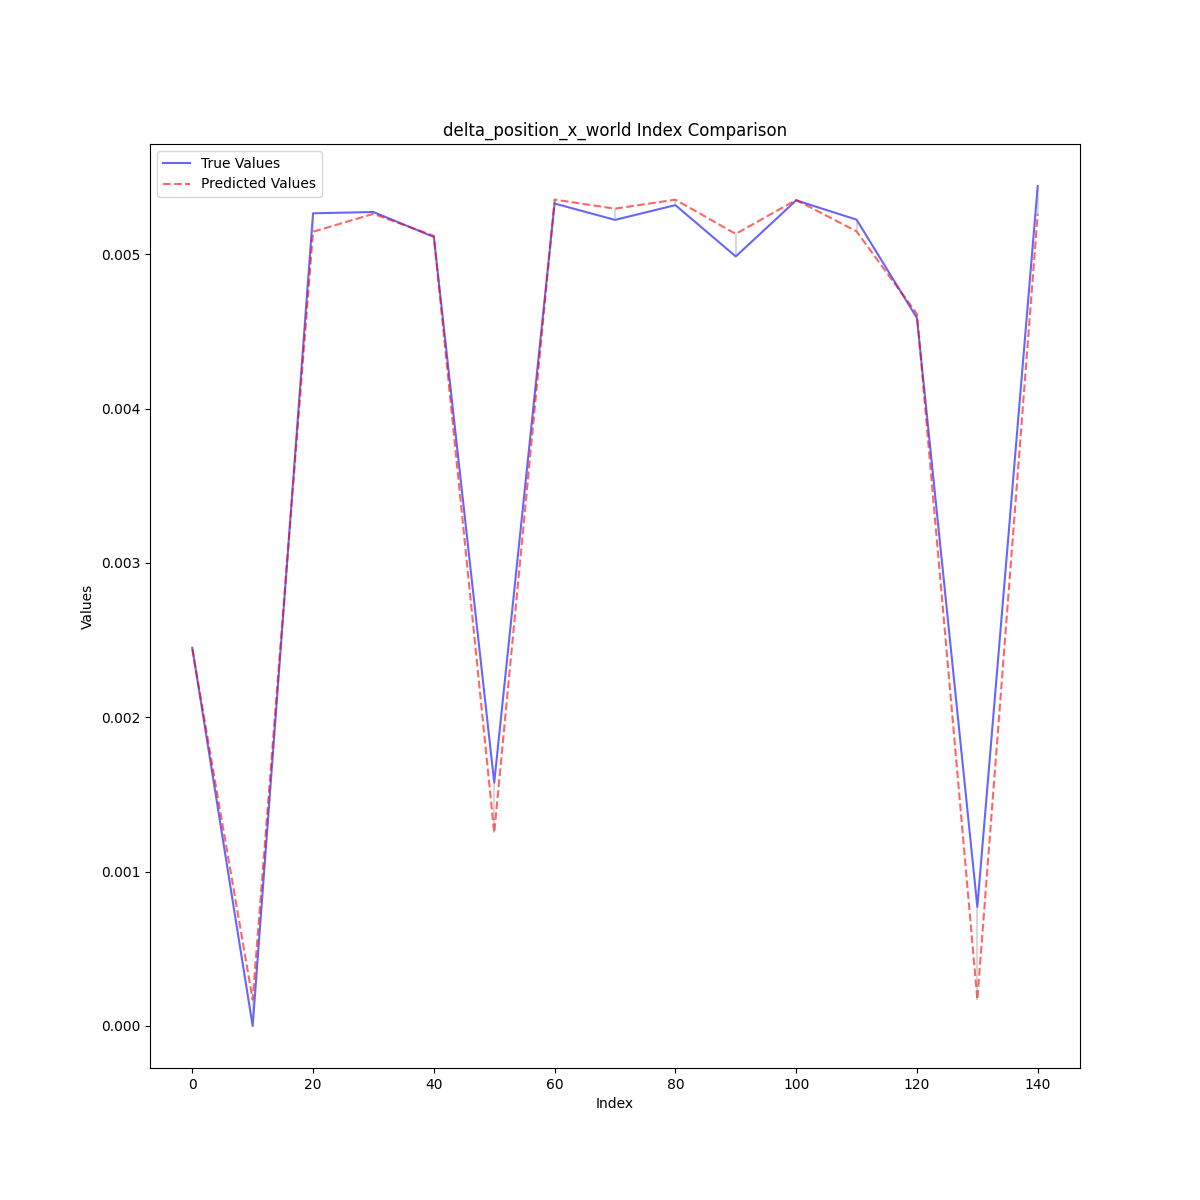 delta_position_x_world Index Comparison
True Values
Predicted Values
0.005
0.004
0.003
0.002
0.001
0.000
Values
0 20 40 60 80 100 120 140
Index